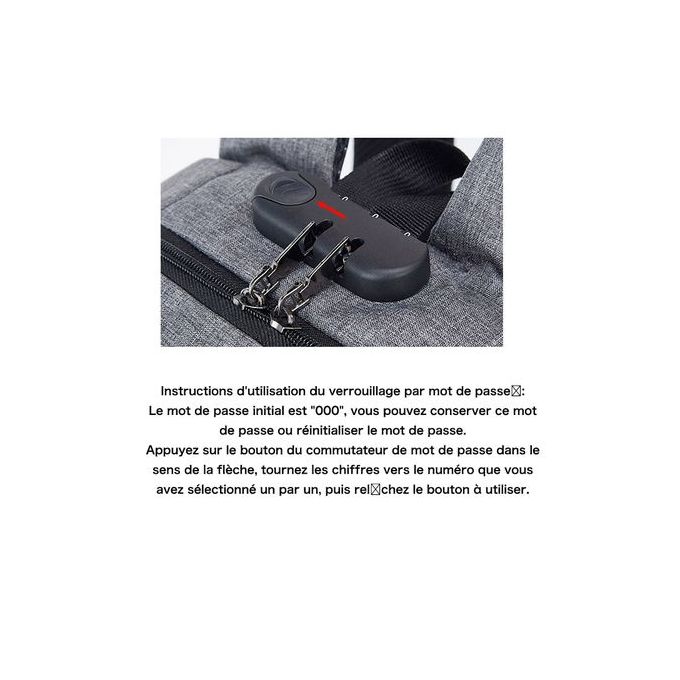 Instructions d'utilisation du verrouillage par mot de passe☒:
Le mot de passe initial est "000", vous pouvez conserver ce mot
de passe ou réinitialiser le mot de passe.
Appuyez sur le bouton du commutateur de mot de passe dans le
sens de la flèche, tournez les chiffres vers le numéro que vous
avez sélectionné un par un, puis rel☒chez le bouton à utiliser.